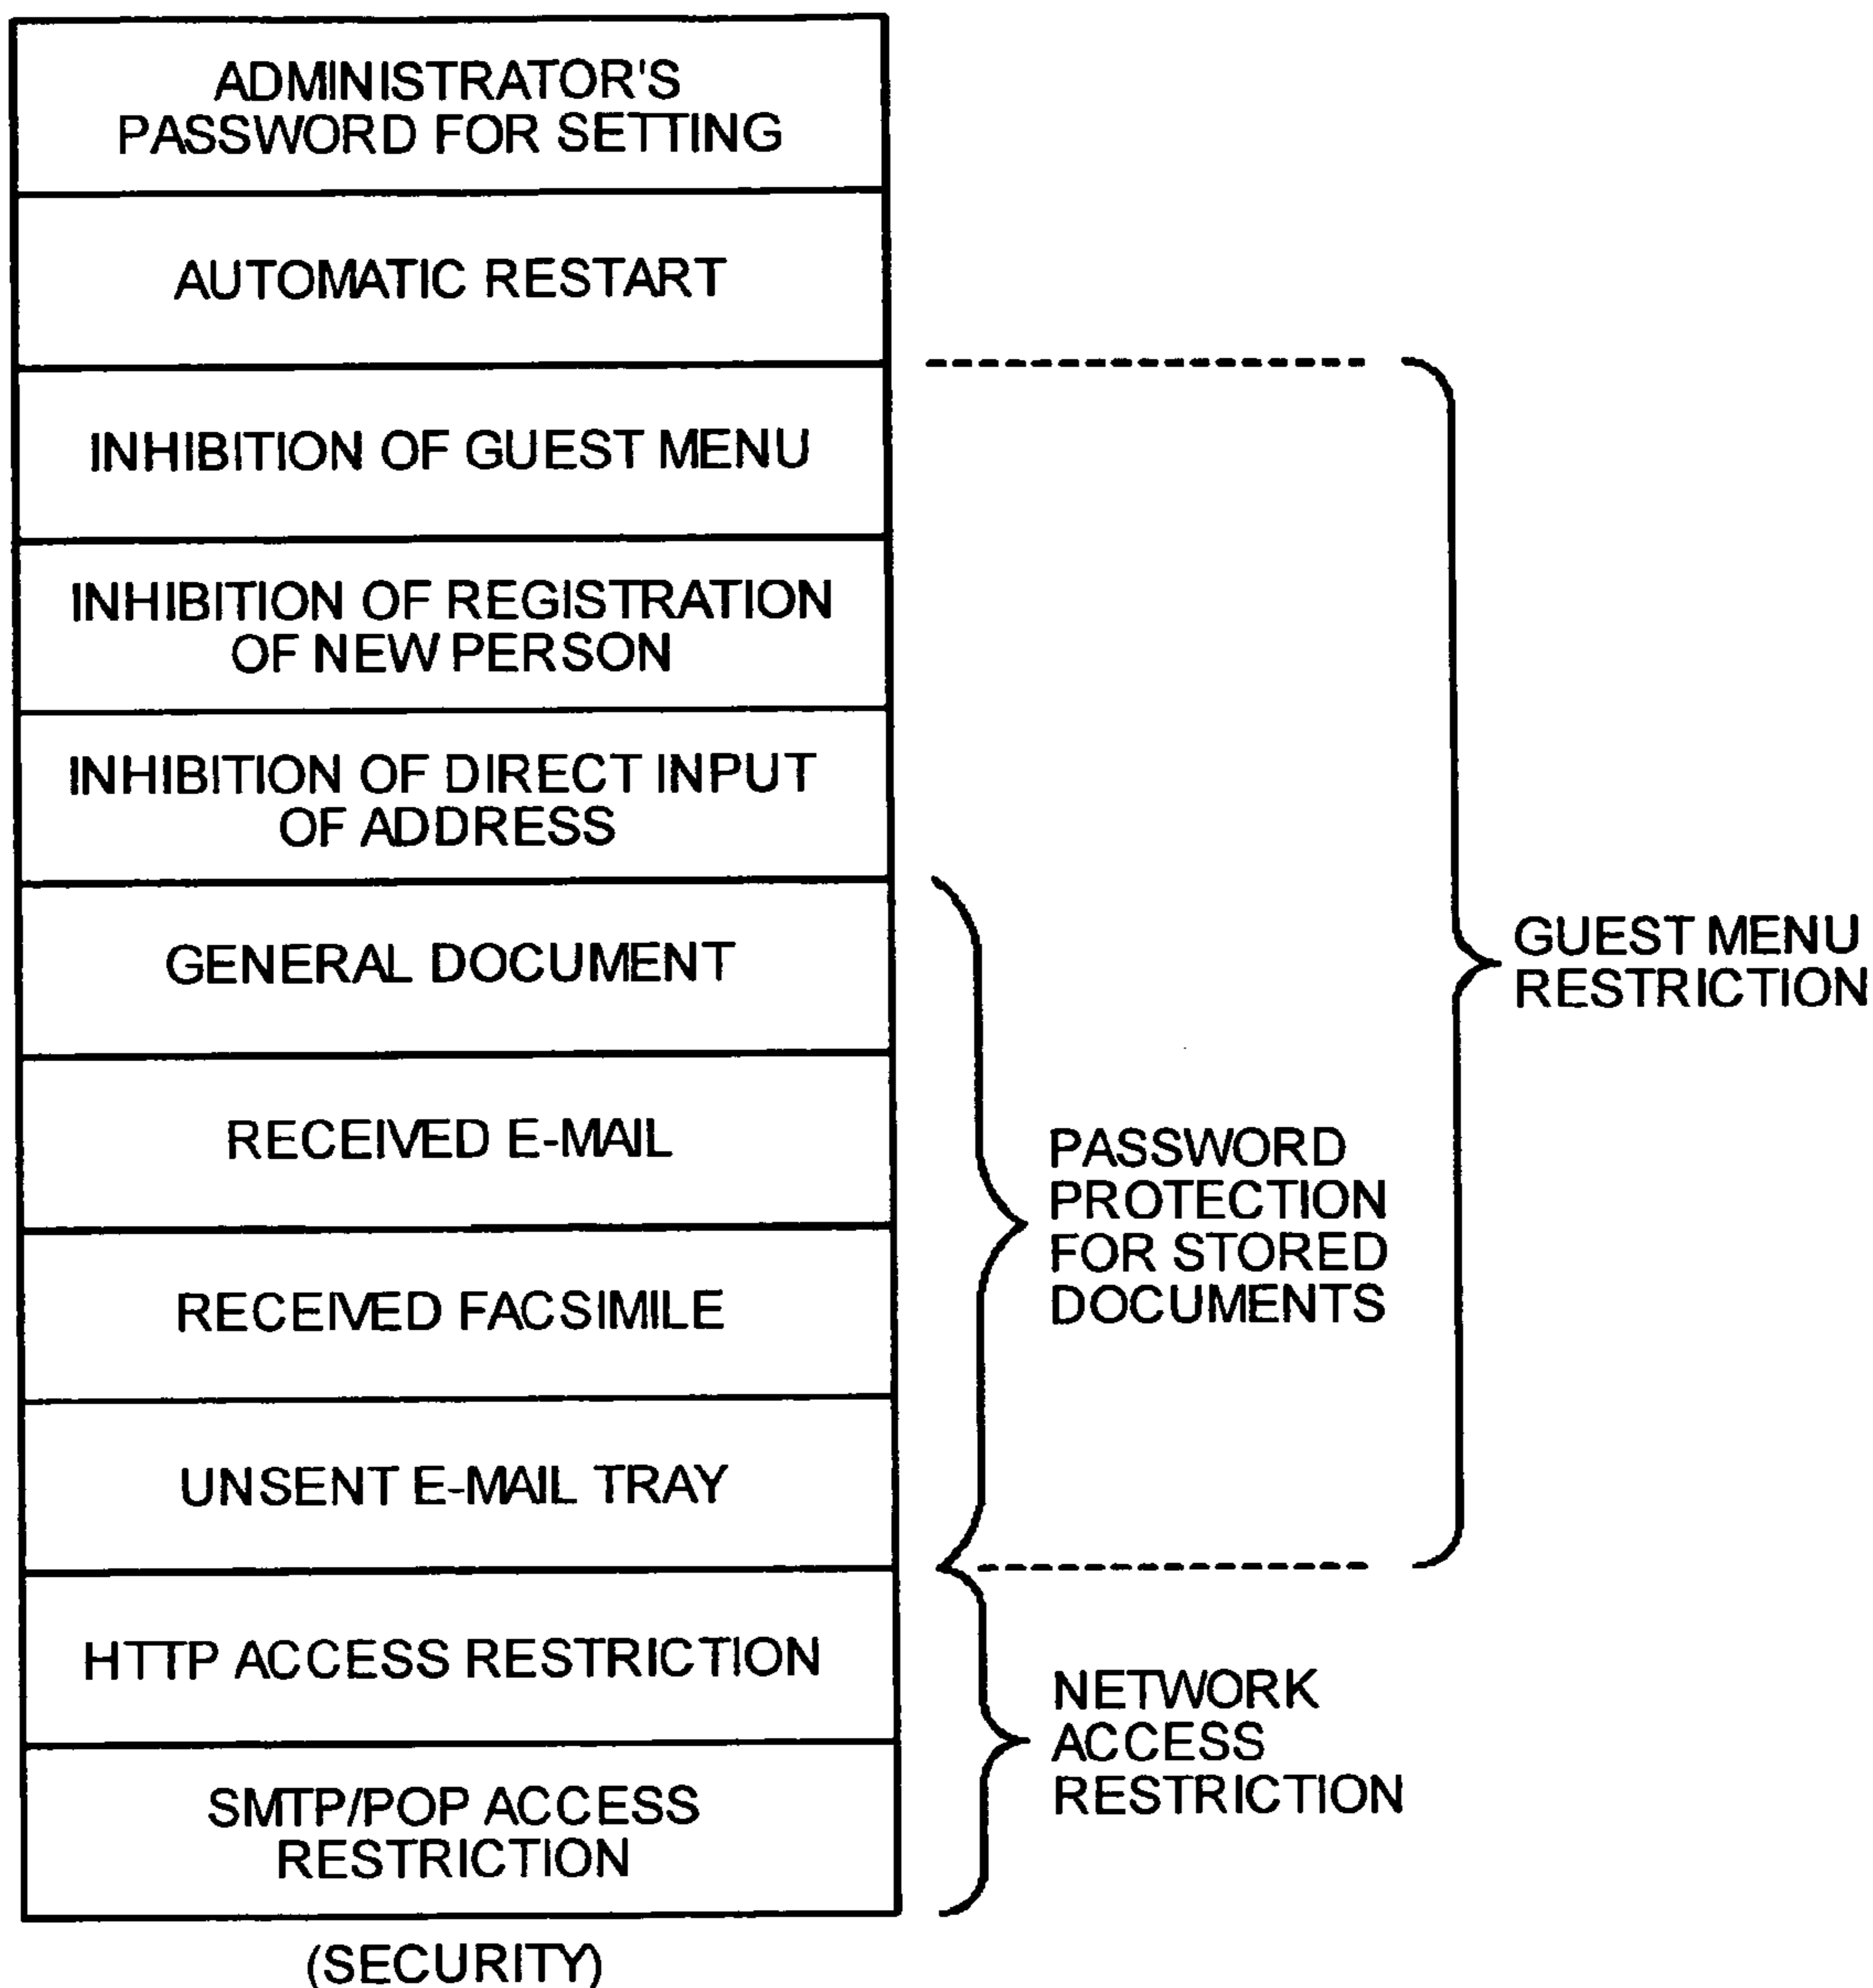 ADMINISTRATOR'S
PASSWORD FOR SETTING
AUTOMATIC RESTART
INHIBITION OF GUEST MENU
INHIBITION OF REGISTRATION
OF NEW PERSON
INHIBITION OF DIRECT INPUT
OF ADDRESS
GENERAL DOCUMENT
RECEIVED E-MAIL
RECEIVED FACSIMILE
UNSENT E-MAIL TRAY
HTTP ACCESS RESTRICTION
SMTP/POP ACCESS
RESTRICTION
(SECURITY)
PASSWORD
PROTECTION
FOR STORED
DOCUMENTS
NETWORK
ACCESS
RESTRICTION
GUEST MENU
RESTRICTION